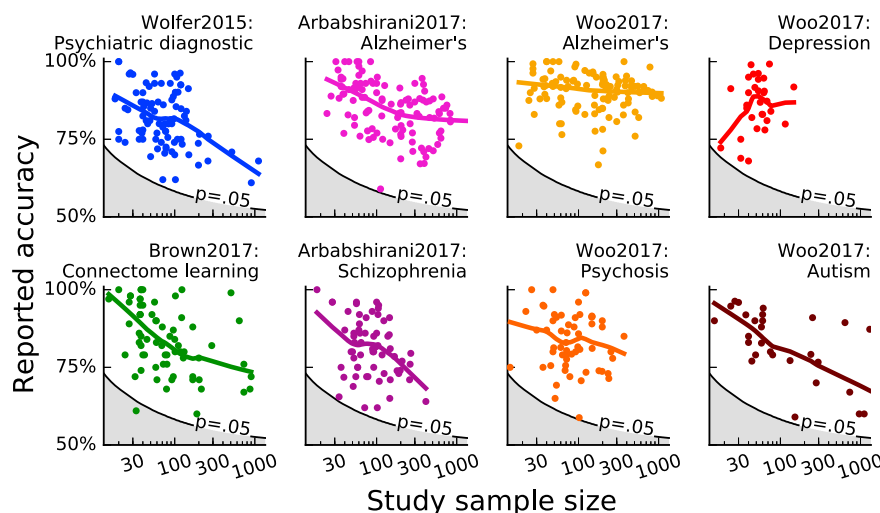 Wolfer2015:
Psychiatric diagnostic
Arbabshirani2017:
Alzheimer's
Woo2017:
Alzheimer's
Woo2017:
Depression
100%
75%
50%
p=.05
p=.05
p=.05
p=.05
Brown2017:
Connectome learning
Arbabshirani2017:
Schizophrenia
Woo2017:
Psychosis
Woo2017:
Autism
100%
75%
50%
p=.05
p=.05
p=.05
p=.05
30 100 300 1000
30 100 300 1000
30 100 300 1000
30 100 300 1000
Reported accuracy
Study sample size